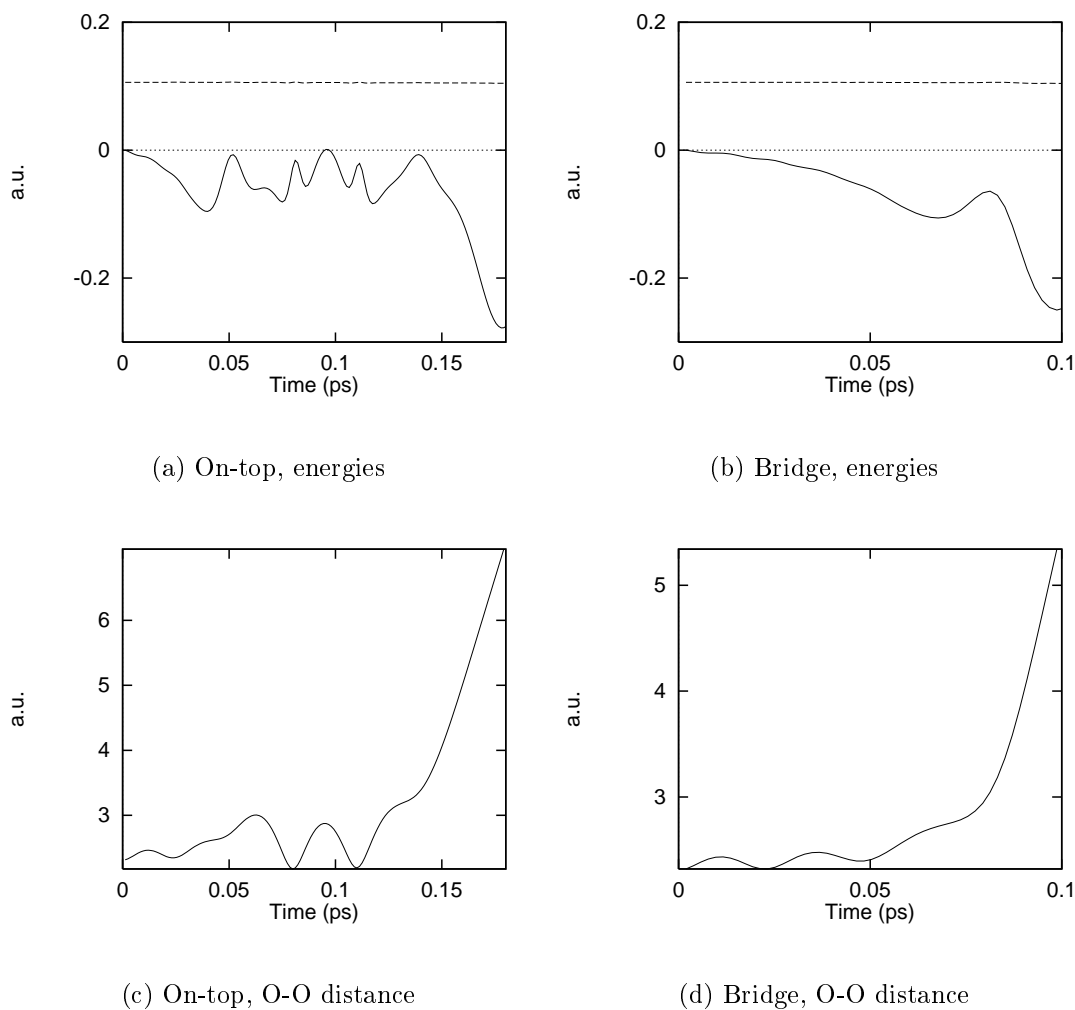 0.2
0
-0.2
a.u.
0 0.05 0.1 0.15
Time (ps)
(a) On-top, energies
0.2
0
-0.2
a.u.
0 0.05 0.1
Time (ps)
(b) Bridge, energies
6
5
4
3
a.u.
0 0.05 0.1 0.15
Time (ps)
(c) On-top, O-O distance
5
4
3
a.u.
0 0.05 0.1
Time (ps)
(d) Bridge, O-O distance